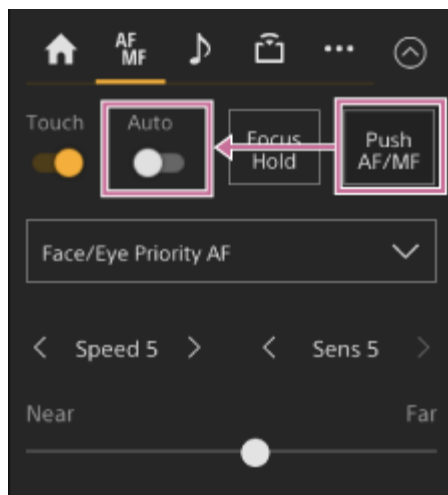 AF
MF
Touch
Auto
Focus
Hold
Push
AF/MF
Face/Eye Priority AF
Speed 5
Sens 5
Near
Far